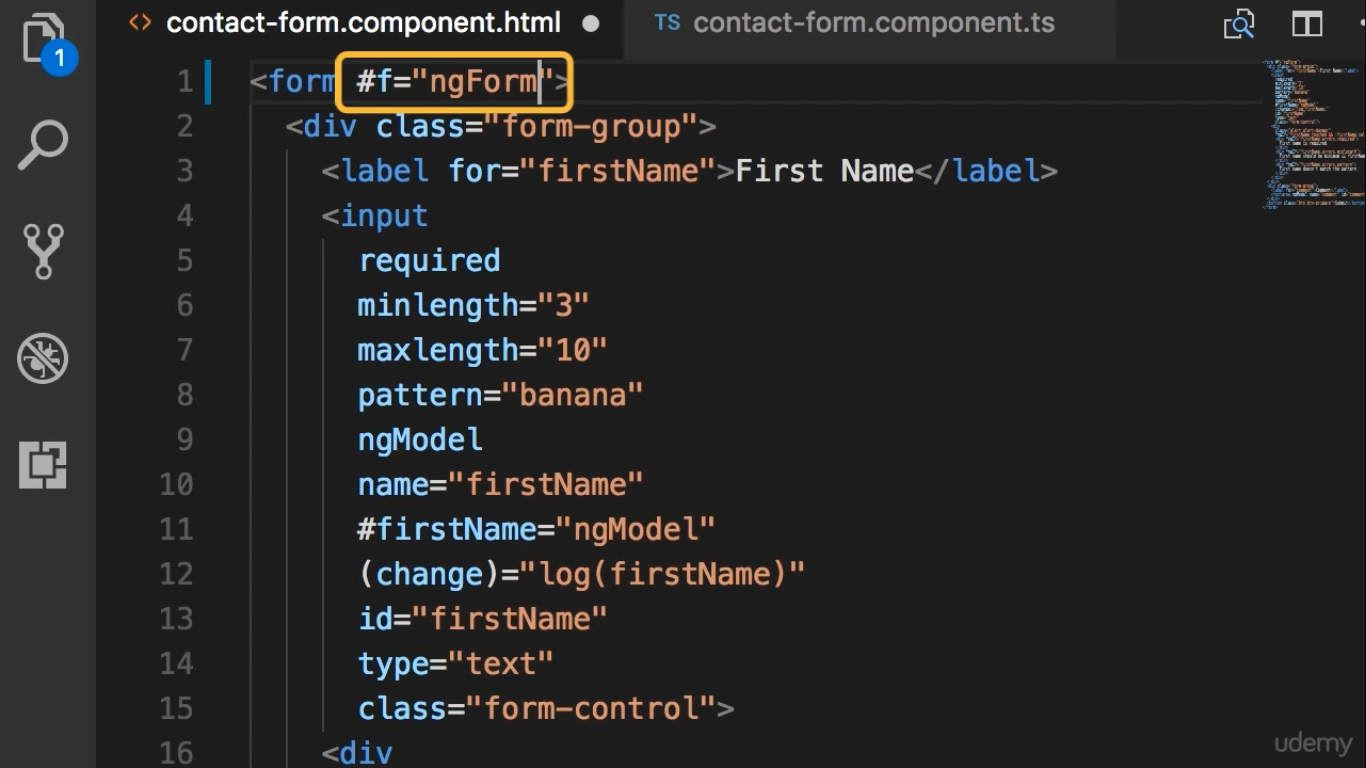 <> contact-form.component.html
TS contact-form.component.ts
1
1 <form #f="ngForm">
2 <div class="form-group">
3 <label for="firstName">First Name</label>
4 <input
5 required
6 minlength="3"
7 maxlength="10"
8 pattern="banana"
9 ngModel
10 name="firstName"
11 #firstName="ngModel"
12 (change)="log(firstName)"
13 id="firstName"
14 type="text"
15 class="form-control">
16 <div
udemy